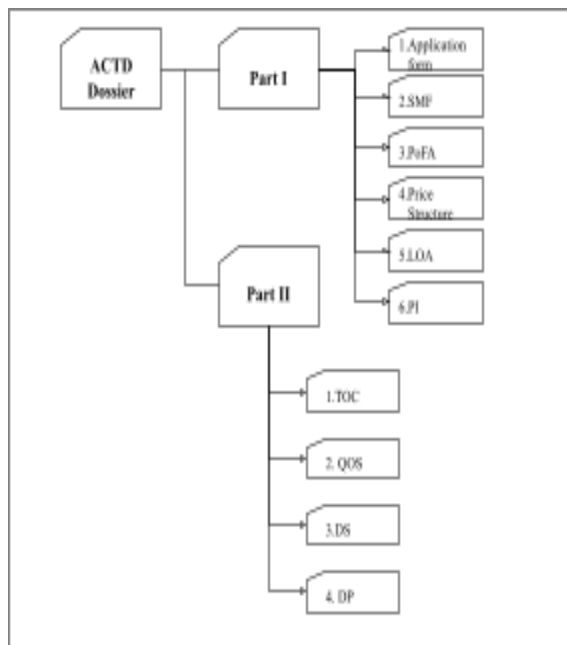 ACTD
Dossier
Part I
1.Application
form
2.SMF
3.PoFA
4.Price
Structure
5.LOA
6.PI
Part II
1.TOC
2. QOS
3.DS
4. DP